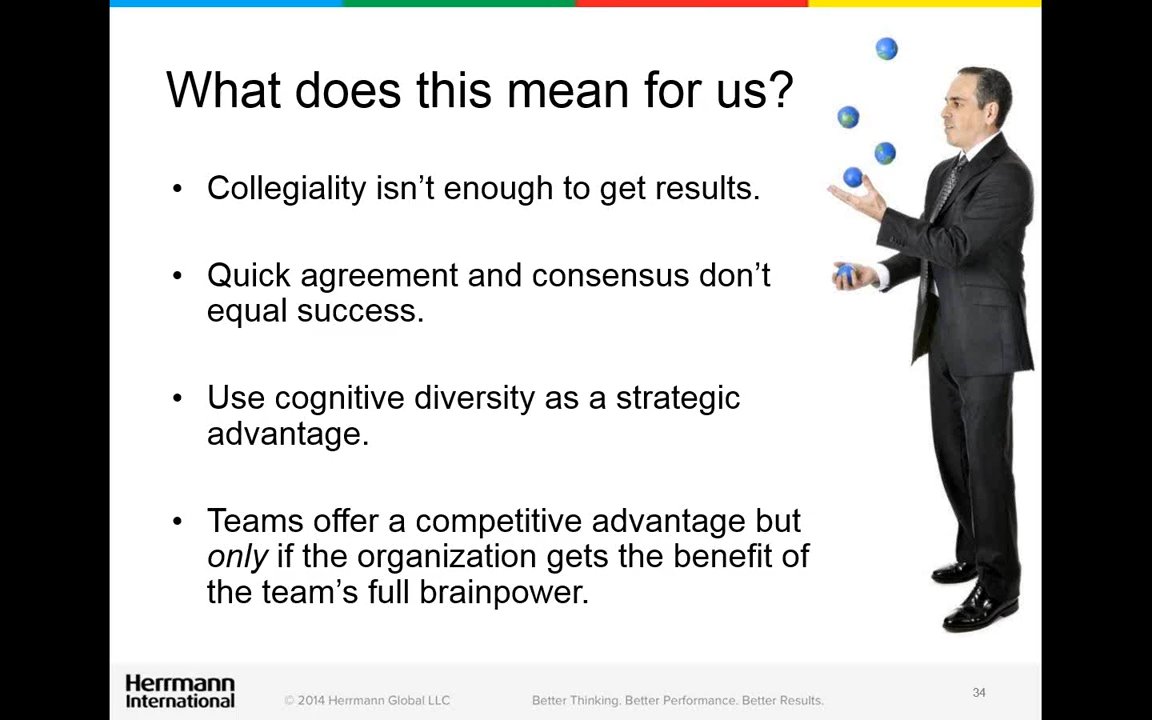 What does this mean for us?
• Collegiality isn’t enough to get results.
• Quick agreement and consensus don’t
equal success.
• Use cognitive diversity as a strategic
advantage.
• Teams offer a competitive advantage but
only if the organization gets the benefit of
the team’s full brainpower.
Herrmann
International
© 2014 Herrmann Global LLC
Better Thinking. Better Performance. Better Results.
34